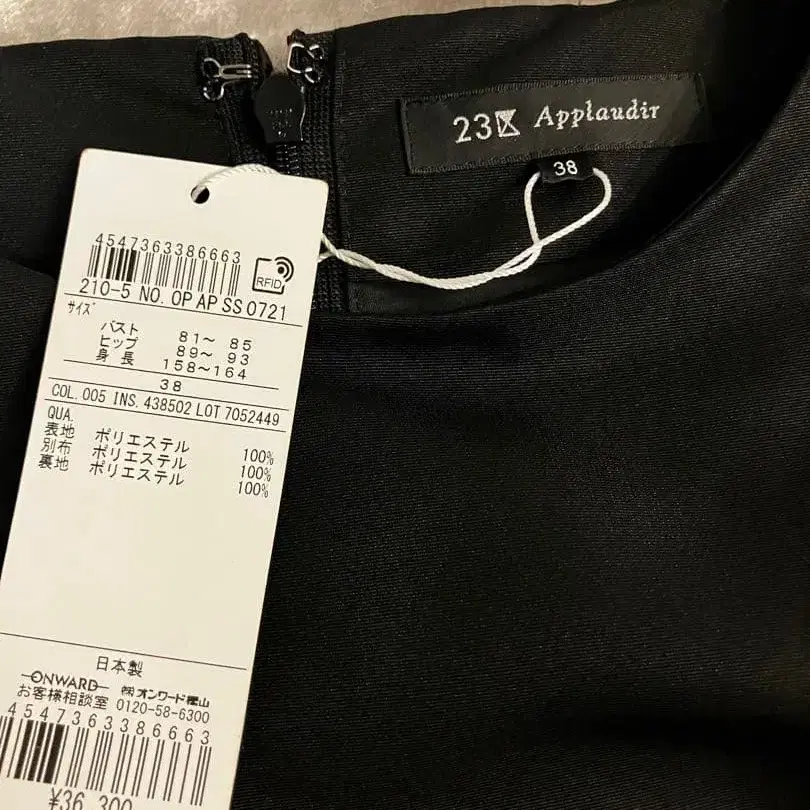 23区 Applaudir
38
4547363386663
RFID
210-5 NO.OPAPSS0721
サイズ
バスト 81～ 85
ヒップ 89～ 93
身長 158～164
38
COL.005 INS.438502 LOT 7052449
QUA.
表地 ポリエステル 100%
別布 ポリエステル 100%
裏地 ポリエステル 100%
日本製
ONWARD ㈱オンワード樫山
お客様相談室 0120-58-6300
4547363386663
¥36,300